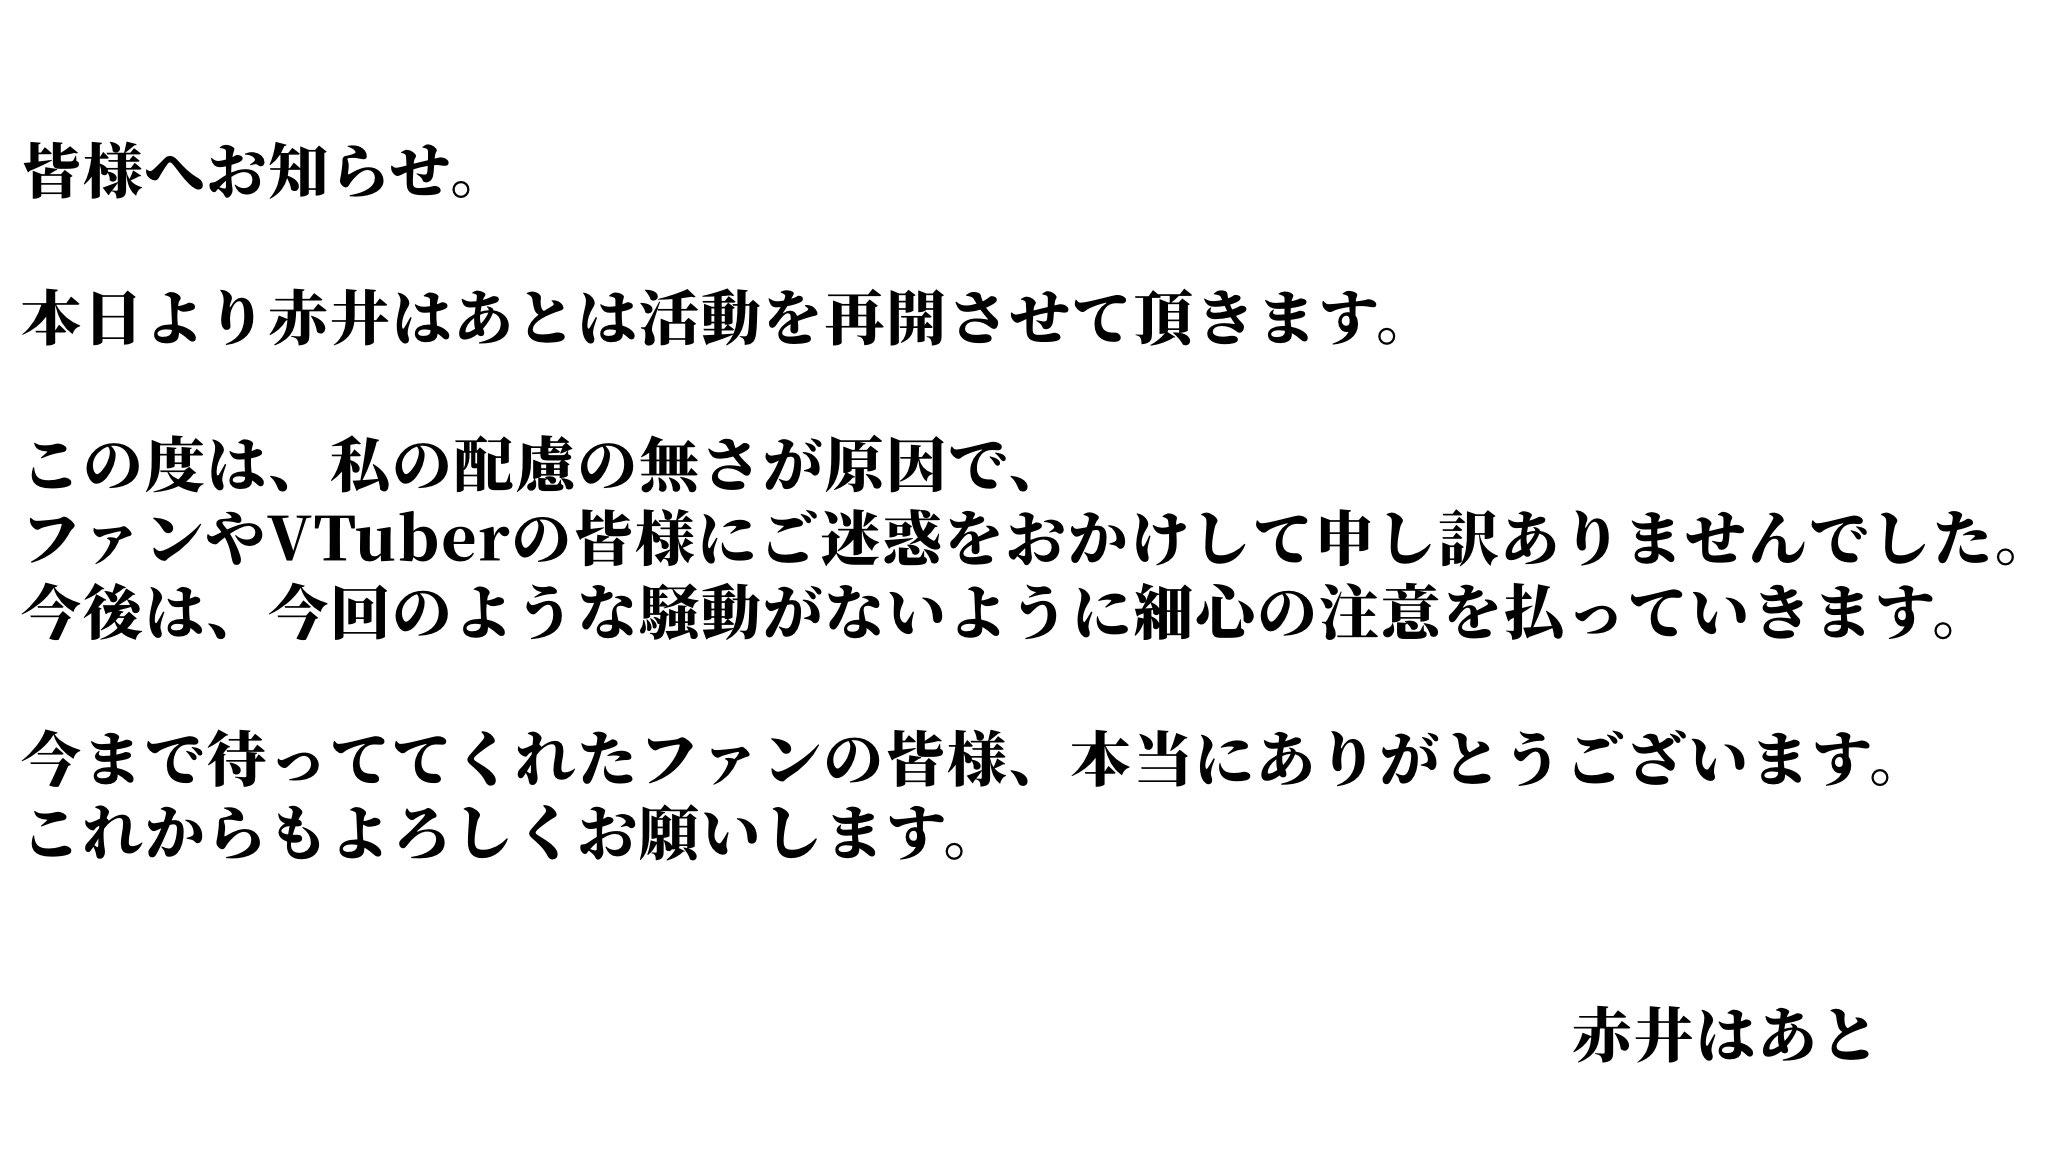 皆様へお知らせ。
本日より赤井はあとは活動を再開させて頂きます。
この度は、私の配慮の無さが原因で、
ファンやVTuberの皆様にご迷惑をおかけして申し訳ありませんでした。
今後は、今回のような騒動がないように細心の注意を払っていきます。
今まで待っててくれたファンの皆様、本当にありがとうございます。
これからもよろしくお願いします。
赤井はあと